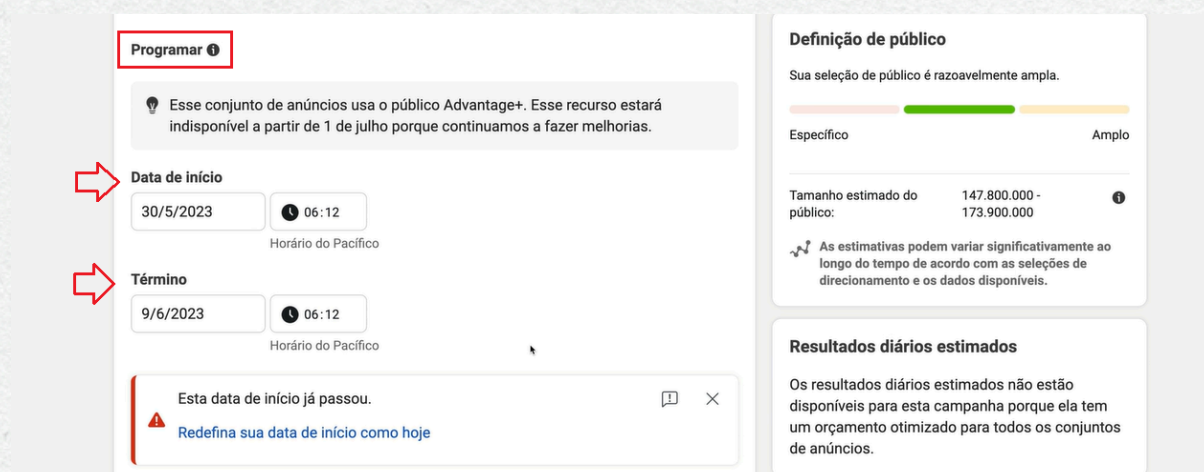 Programar
Esse conjunto de anúncios usa o público Advantage+. Esse recurso estará
indisponível a partir de 1 de julho porque continuamos a fazer melhorias.
Data de início
30/5/2023
06:12
Horário do Pacífico
Término
9/6/2023
06:12
Horário do Pacífico
Esta data de início já passou.
Redefina sua data de início como hoje
Definição de público
Sua seleção de público é razoavelmente ampla.
Específico
Amplo
Tamanho estimado do
público:
147.800.000 -
173.900.000
As estimativas podem variar significativamente ao
longo do tempo de acordo com as seleções de
direcionamento e os dados disponíveis.
Resultados diários estimados
Os resultados diários estimados não estão
disponíveis para esta campanha porque ela tem
um orçamento otimizado para todos os conjuntos
de anúncios.